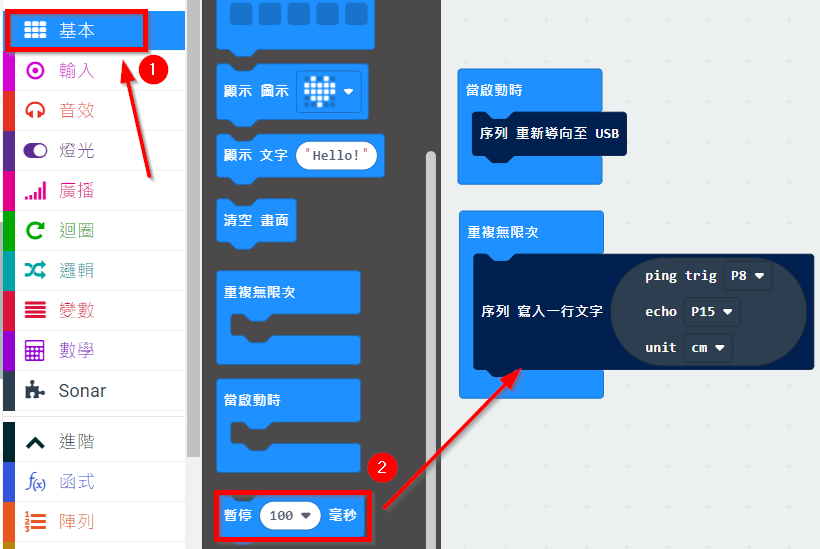 基本
1
輸入
音效
燈光
廣播
迴圈
邏輯
變數
數學
Sonar
進階
f(x) 函式
1 2 3 陣列
顯示 圖示
顯示 文字 "Hello!"
清空 畫面
重複無限次
當啟動時
2
暫停 100 毫秒
當啟動時
序列 重新導向至 USB
重複無限次
序列 寫入一行文字
ping trig P8
echo P15
unit cm